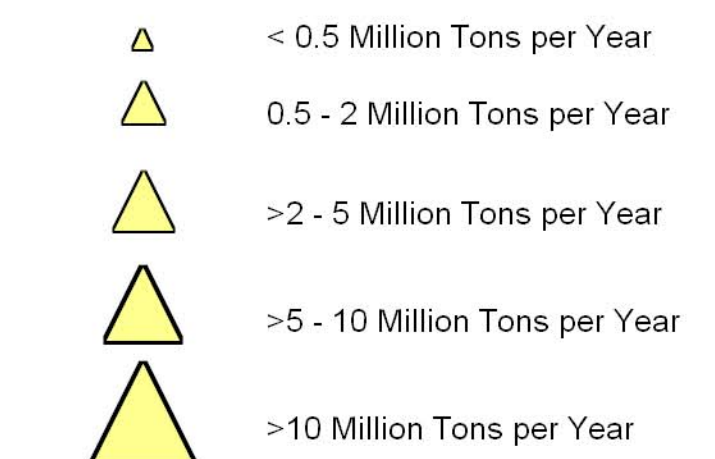 < 0.5 Million Tons per Year
0.5 - 2 Million Tons per Year
>2 - 5 Million Tons per Year
>5 - 10 Million Tons per Year
>10 Million Tons per Year